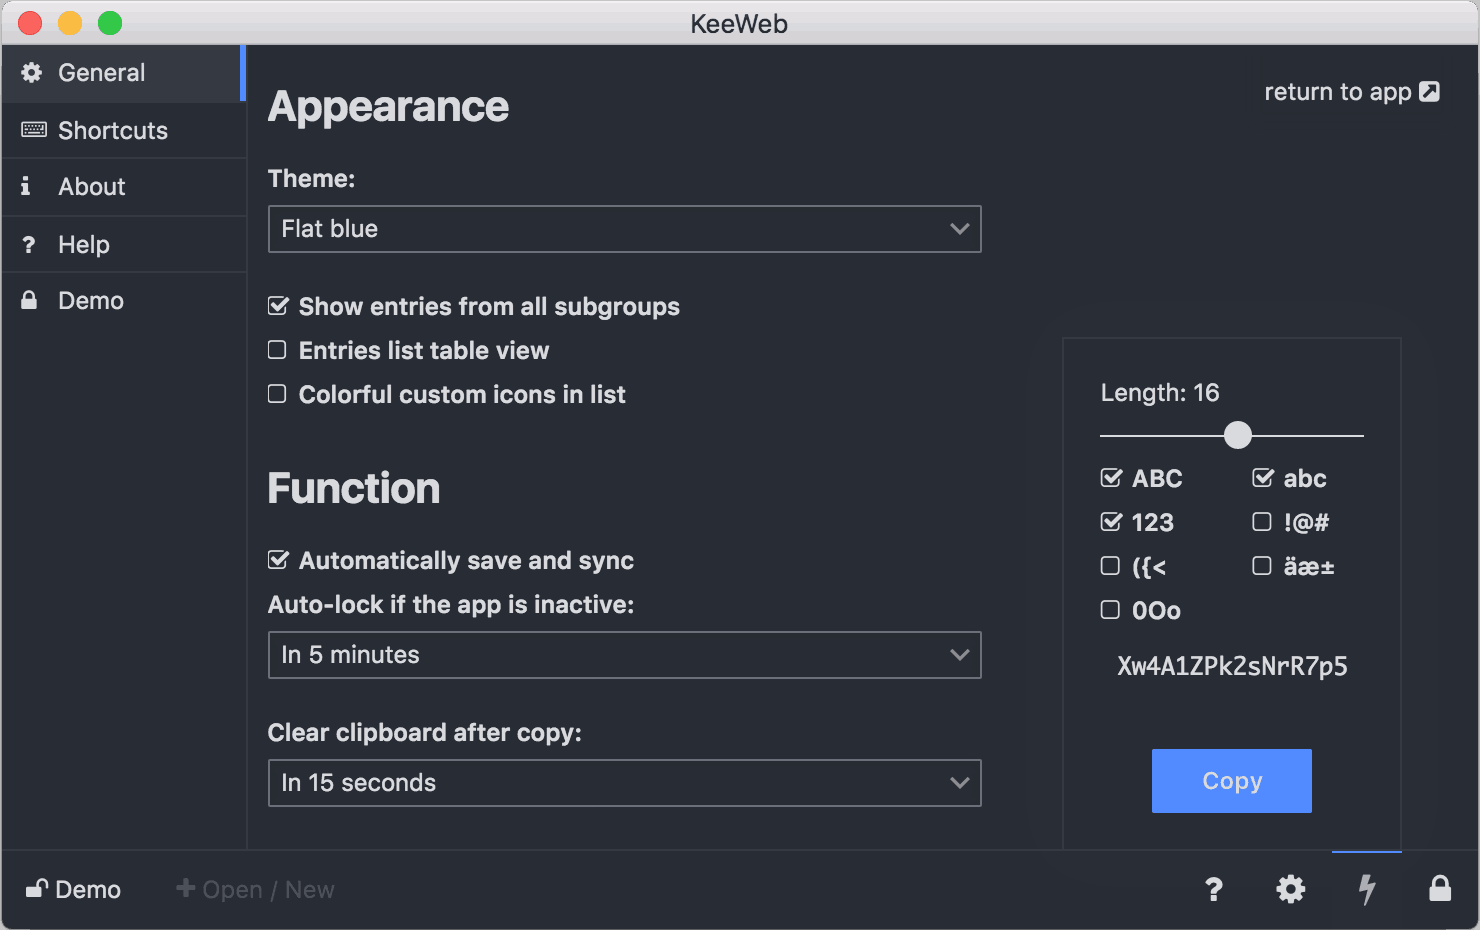 KeeWeb
General
Shortcuts
About
Help
Demo
return to app
Appearance
Theme:
Flat blue
Show entries from all subgroups
Entries list table view
Colorful custom icons in list
Function
Automatically save and sync
Auto-lock if the app is inactive:
In 5 minutes
Clear clipboard after copy:
In 15 seconds
Length: 16
ABC abc
123 !@#
({< äæ±
0Oo
Xw4A1ZPk2sNrR7p5
Copy
Demo
Open / New